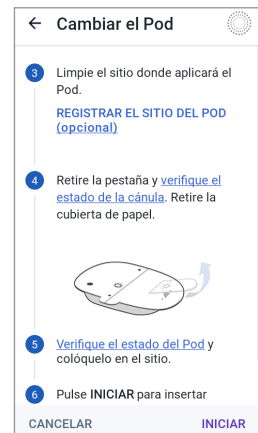 Cambiar el Pod
3 Limpie el sitio donde aplicará el
Pod.
REGISTRAR EL SITIO DEL POD
(opcional)
4 Retire la pestaña y verifique el
estado de la cánula. Retire la
cubierta de papel.
5 Verifique el estado del Pod y
colóquelo en el sitio.
6 Pulse INICIAR para insertar
CANCELAR INICIAR